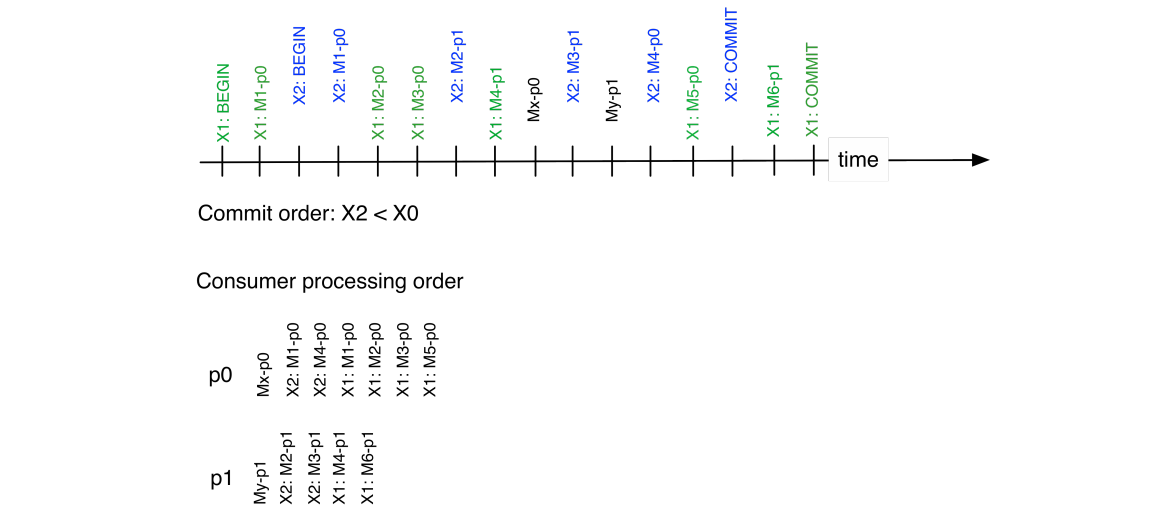 X1: BEGIN
X1: M1-p0
X2: BEGIN
X2: M1-p0
X1: M2-p0
X1: M3-p0
X2: M2-p1
X1: M4-p1
Mx-p0
X2: M3-p1
My-p1
X2: M4-p0
X1: M5-p0
X2: COMMIT
X1: M6-p1
X1: COMMIT
time
Commit order: X2 < X0
Consumer processing order
p0
Mx-p0
X2: M1-p0
X2: M4-p0
X1: M1-p0
X1: M2-p0
X1: M3-p0
X1: M5-p0
p1
My-p1
X2: M2-p1
X2: M3-p1
X1: M4-p1
X1: M6-p1